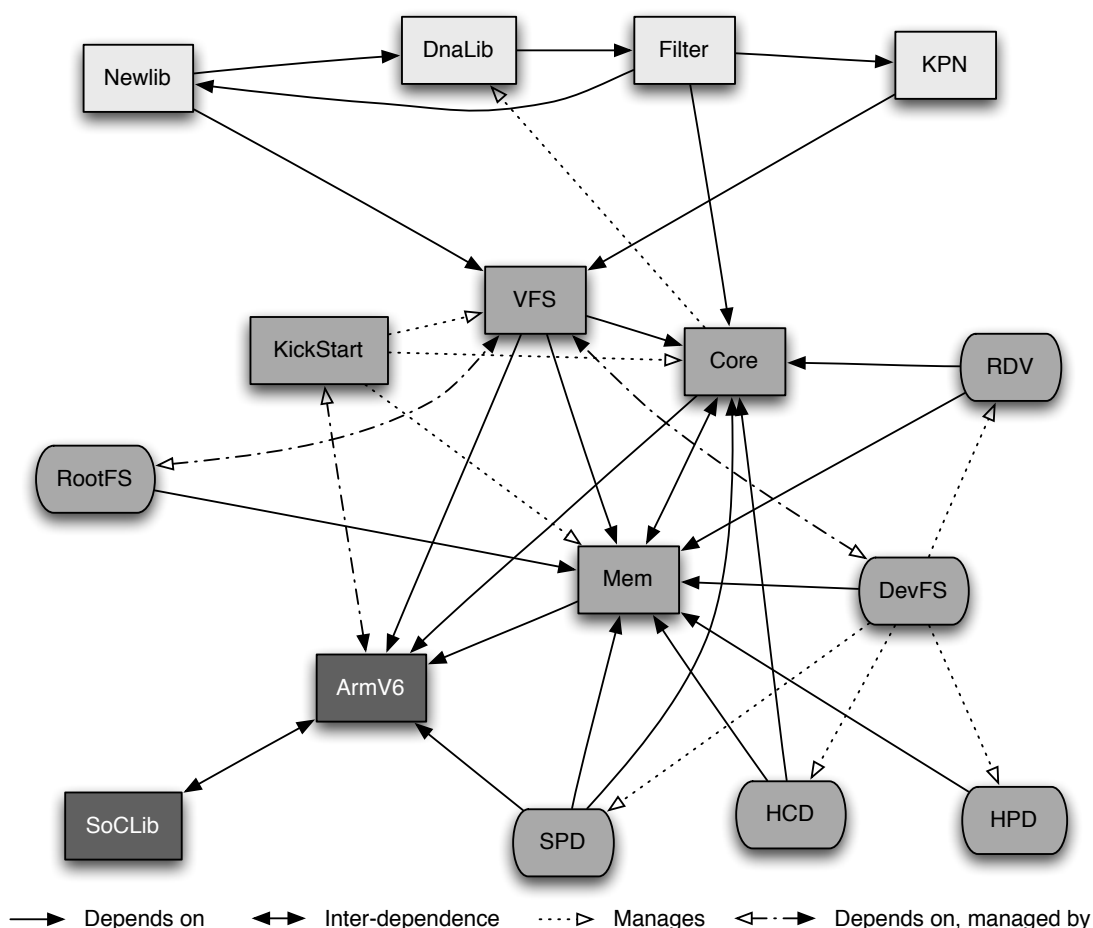 Newlib
DnaLib
Filter
KPN
VFS
KickStart
Core
RDV
RootFS
Mem
DevFS
ArmV6
SoCLib
SPD
HCD
HPD
Depends on
Inter-dependence
Manages
Depends on, managed by